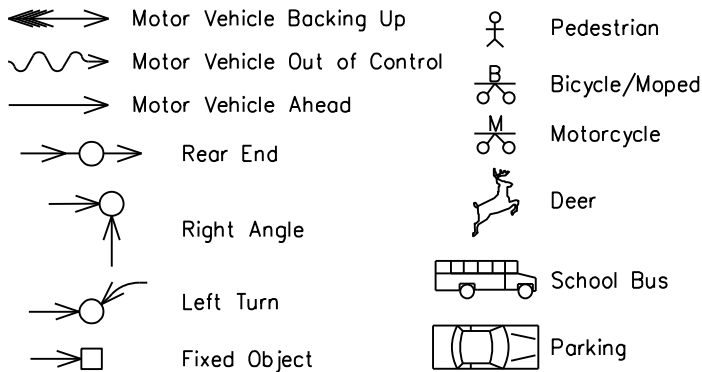 Motor Vehicle Backing Up
Motor Vehicle Out of Control
Motor Vehicle Ahead
Rear End
Right Angle
Left Turn
Fixed Object
Pedestrian
B
Bicycle/Moped
M
Motorcycle
Deer
School Bus
Parking